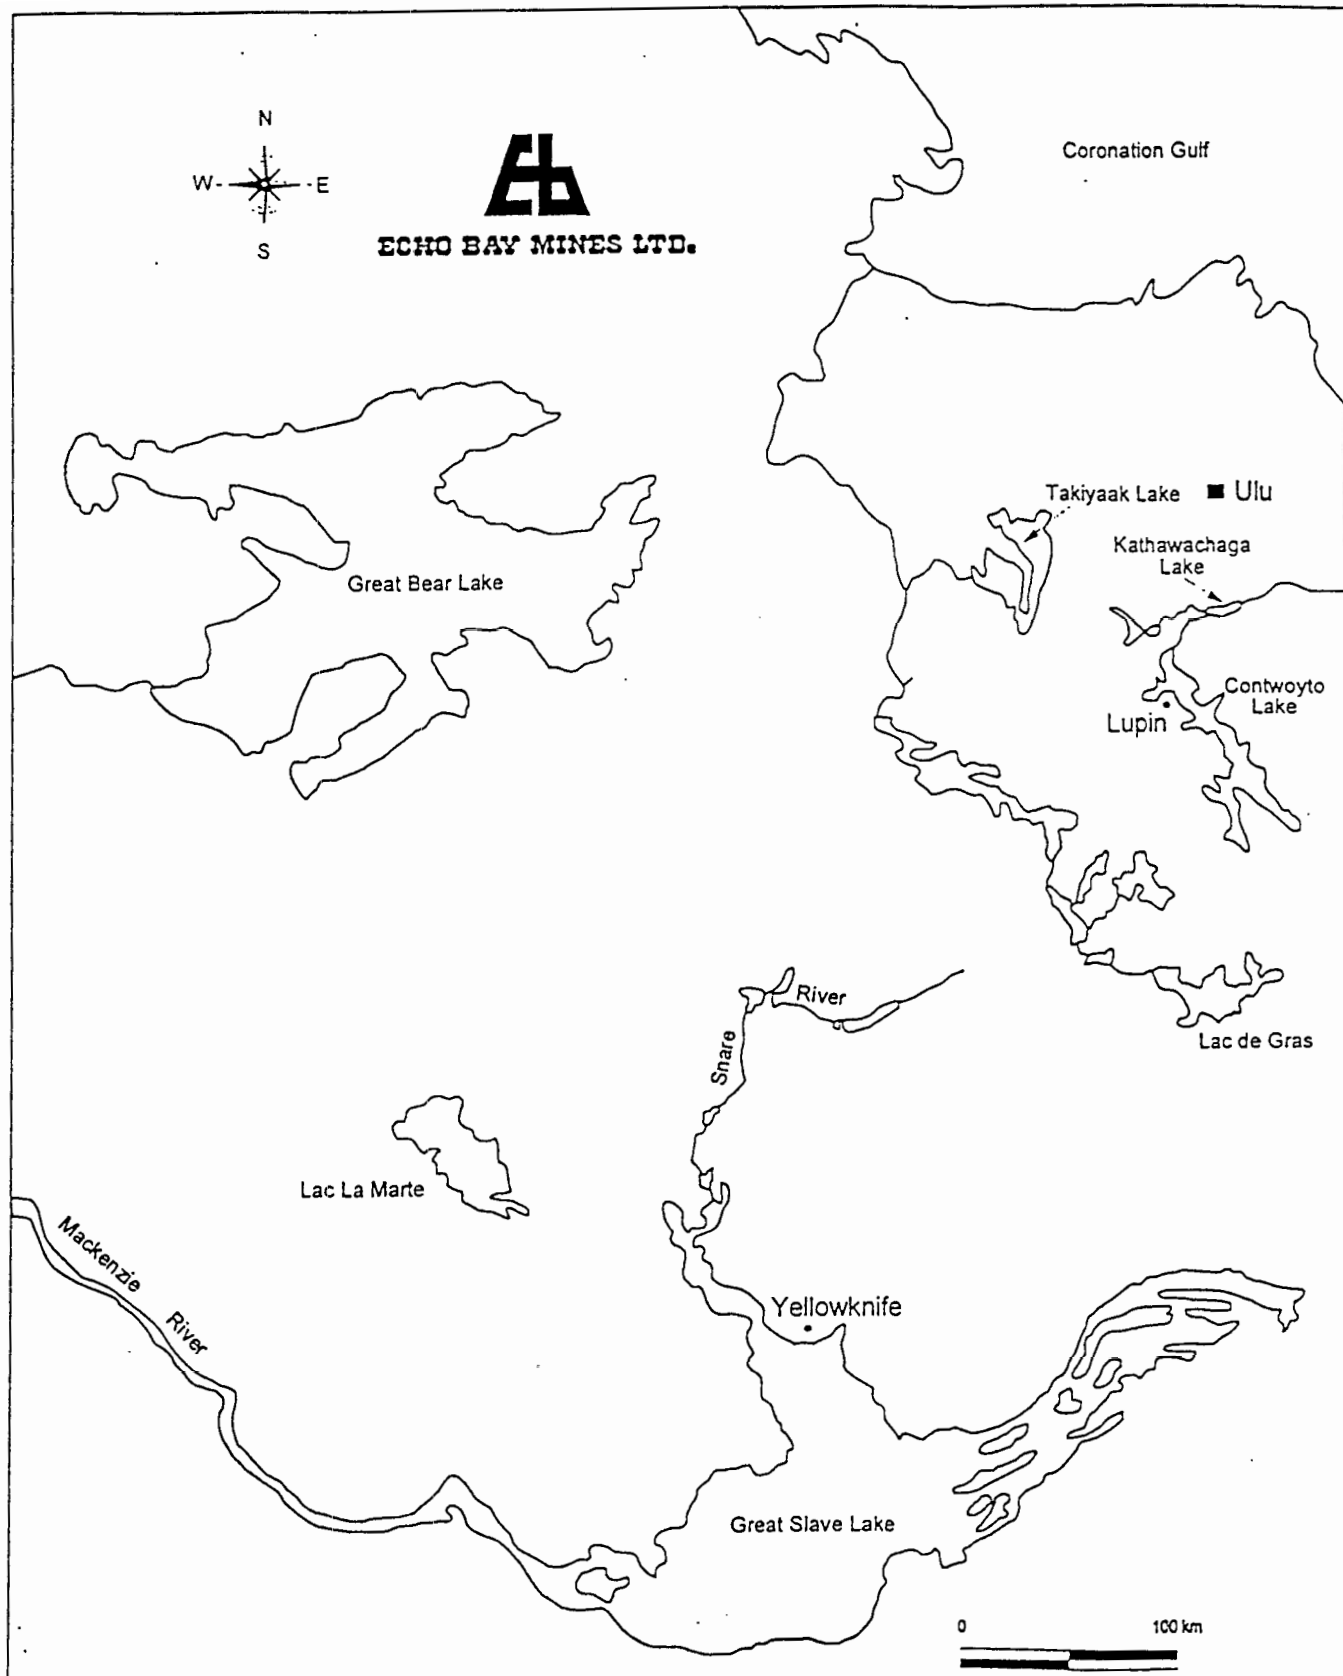 N
W
E
S
Eb
ECHO BAY MINES LTD.
Coronation Gulf
Takiyaak Lake
Ulu
Kathawachaga
Lake
Great Bear Lake
Contwoyto
Lake
Lupin
River
Snare
Lac de Gras
Lac La Marte
Mackenzie
River
Yellowknife
Great Slave Lake
0
100 km